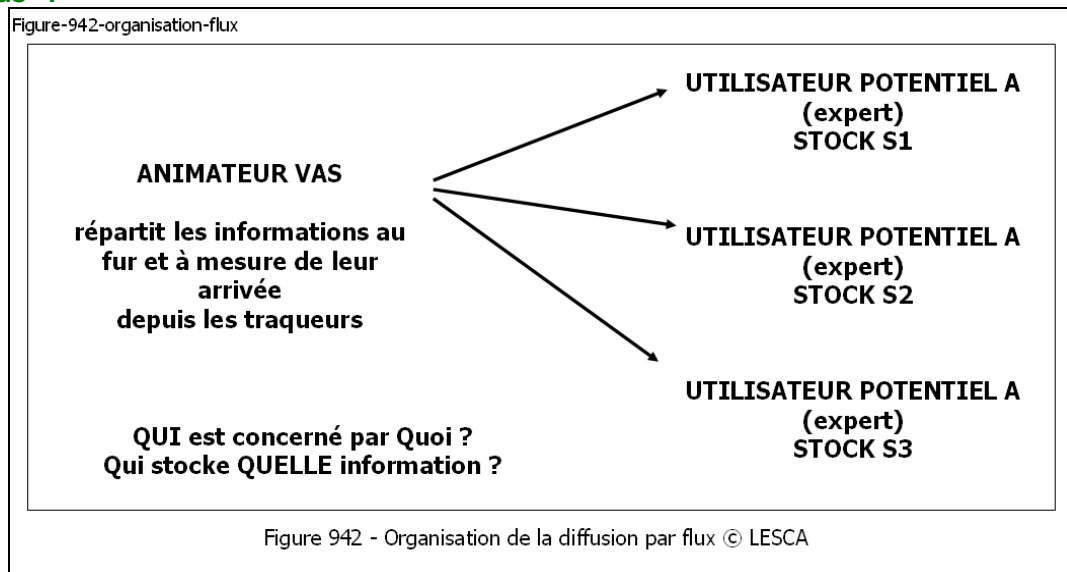 Figure-942-organisation-flux
UTILISATEUR POTENTIEL A
(expert)
STOCK S1
ANIMATEUR VAS
répartit les informations au
fur et à mesure de leur
arrivée
depuis les traqueurs
UTILISATEUR POTENTIEL A
(expert)
STOCK S2
UTILISATEUR POTENTIEL A
(expert)
STOCK S3
QUI est concerné par Quoi ?
Qui stocke QUELLE information ?
Figure 942 - Organisation de la diffusion par flux © LESCA